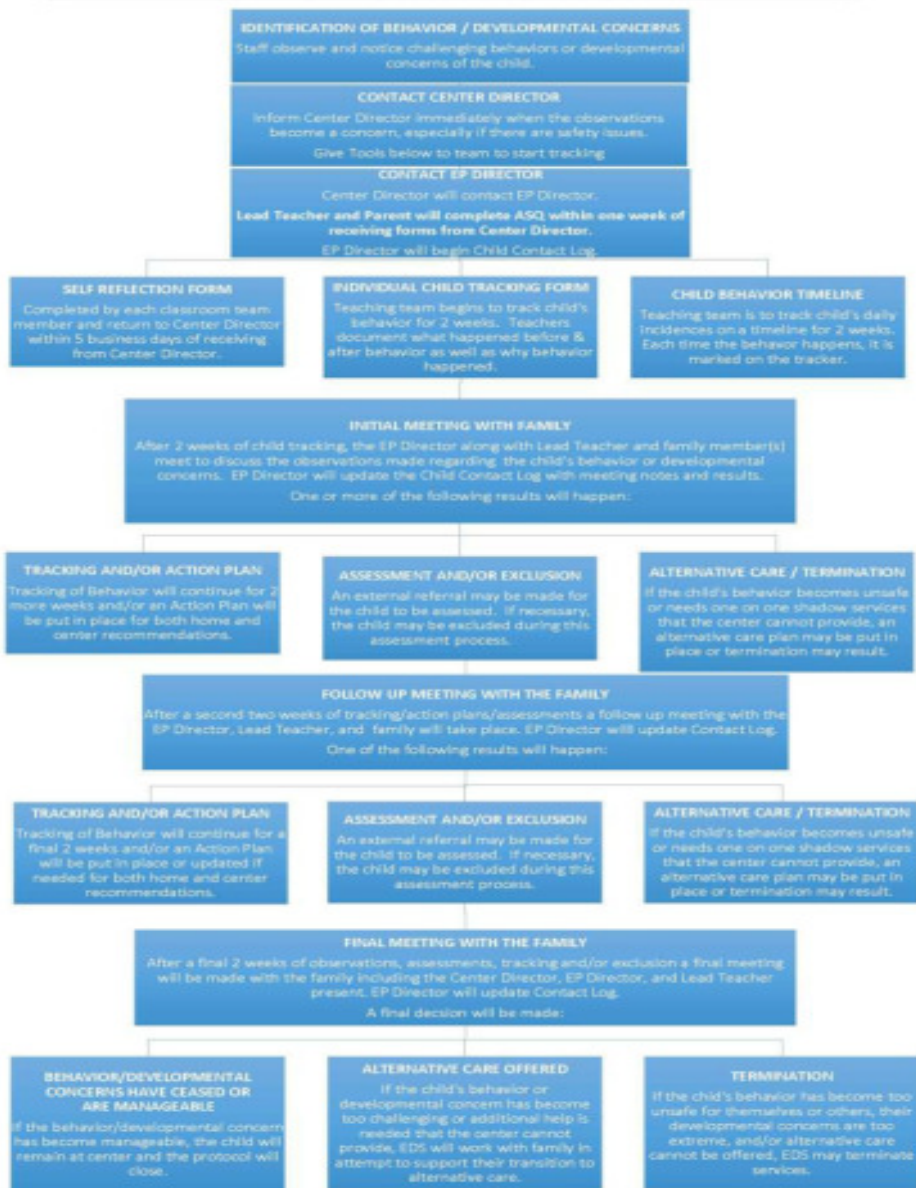 IDENTIFICATION OF BEHAVIOR / DEVELOPMENTAL CONCERNS
Staff observe and notice challenging behaviors or developmental
concerns of the child.
CONTACT CENTER DIRECTOR
Inform Center Director immediately when the observations
become a concern, especially if there are safety issues.
Give Tools below to team to start tracking
CONTACT EP DIRECTOR
Center Director will contact EP Director.
Lead Teacher and Parent will complete ASQ within one week of
receiving forms from Center Director.
EP Director will begin Child Contact Log.
SELF REFLECTION FORM
Completed by each classroom team
member and return to Center Director
within 5 business days of receiving
from Center Director.
INDIVIDUAL CHILD TRACKING FORM
Teaching team begins to track child's
behavior for 2 weeks. Teachers
document what happened before &
after behavior as well as why behavior
happened.
CHILD BEHAVIOR TIMELINE
Teaching team is to track child's daily
incidences on a timeline for 2 weeks.
Each time the behavor happens, it is
marked on the tracker.
INITIAL MEETING WITH FAMILY
After 2 weeks of child tracking, the EP Director along with Lead Teacher and family member(s)
meet to discuss the observations made regarding the child's behavior or developmental
concerns. EP Director will update the Child Contact Log with meeting notes and results.
One or more of the following results will happen:
TRACKING AND/OR ACTION PLAN
Tracking of Behavior will continue for 2
more weeks and/or an Action Plan will
be put in place for both home and
center recommendations.
ASSESSMENT AND/OR EXCLUSION
An external referral may be made for
the child to be assessed. If necessary,
the child may be excluded during this
assessment process.
ALTERNATIVE CARE / TERMINATION
If the child's behavior becomes unsafe
or needs one on one shadow services
that the center cannot provide, an
alternative care plan may be put in
place or termination may result.
FOLLOW UP MEETING WITH THE FAMILY
After a second two weeks of tracking/action plans/assessments a follow up meeting with the
EP Director, Lead Teacher, and family will take place. EP Director will update Contact Log.
One of the following results will happen:
TRACKING AND/OR ACTION PLAN
Tracking of Behavior will continue for a
final 2 weeks and/or an Action Plan
will be put in place or updated if
needed for both home and center
recommendations.
ASSESSMENT AND/OR EXCLUSION
An external referral may be made for
the child to be assessed. If necessary,
the child may be excluded during this
assessment process.
ALTERNATIVE CARE / TERMINATION
If the child's behavior becomes unsafe
or needs one on one shadow services
that the center cannot provide, an
alternative care plan may be put in
place or termination may result.
FINAL MEETING WITH THE FAMILY
After a final 2 weeks of observations, assessments, tracking and/or exclusion a final meeting
will be made with the family including the Center Director, EP Director, and Lead Teacher
present. EP Director will update Contact Log.
A final decsion will be made:
BEHAVIOR/DEVELOPMENTAL
CONCERNS HAVE CEASED OR
ARE MANAGEABLE
If the behavior/developmental concern
has become manageable, the child will
remain at center and the protocol will
close.
ALTERNATIVE CARE OFFERED
If the child's behavior or
developmental concern has become
too challenging or additional help is
needed that the center cannot
provide, EDS will work with family in
attempt to support their transition to
alternative care.
TERMINATION
If the chid's behavior has become too
unsafe for themselves or others, their
developmental concerns are too
extreme, and/or alternative care
cannot be offered, EDS may terminate
services.